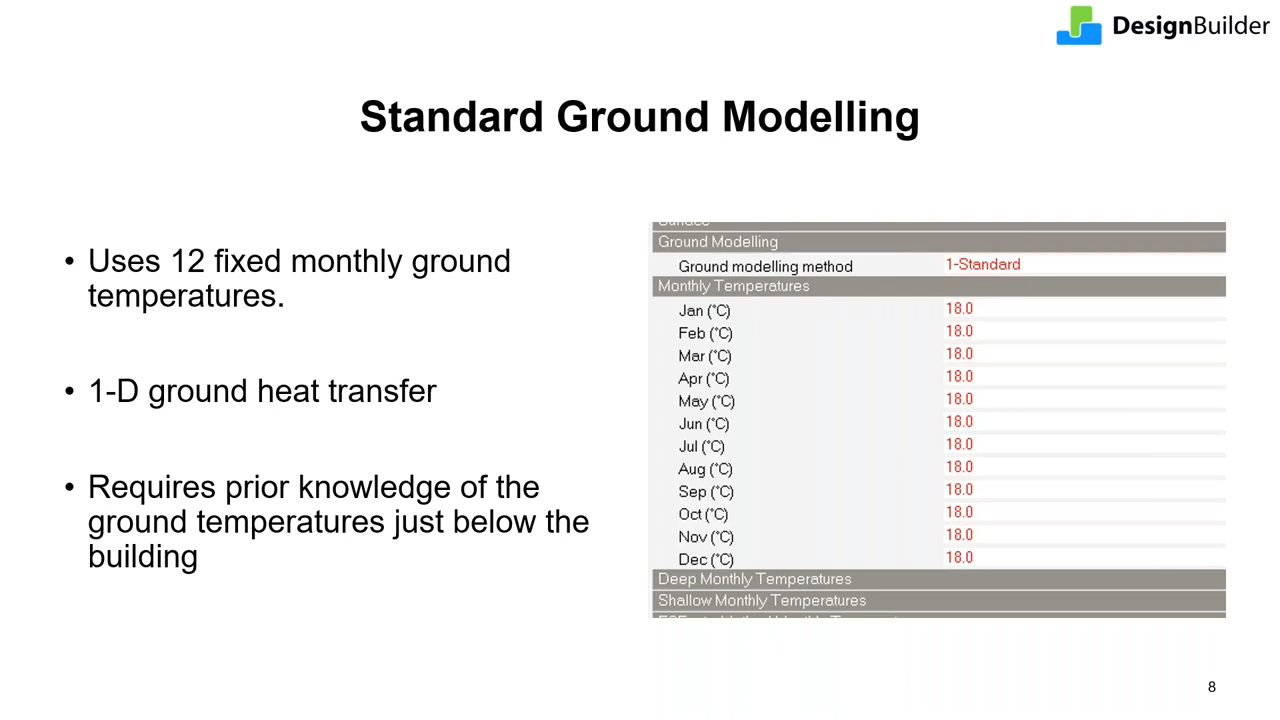 DesignBuilder
Standard Ground Modelling
• Uses 12 fixed monthly ground
temperatures.
• 1-D ground heat transfer
• Requires prior knowledge of the
ground temperatures just below the
building
Ground Modelling
Ground modelling method 1-Standard
Monthly Temperatures
Jan (°C) 18.0
Feb (°C) 18.0
Mar (°C) 18.0
Apr (°C) 18.0
May (°C) 18.0
Jun (°C) 18.0
Jul (°C) 18.0
Aug (°C) 18.0
Sep (°C) 18.0
Oct (°C) 18.0
Nov (°C) 18.0
Dec (°C) 18.0
Deep Monthly Temperatures
Shallow Monthly Temperatures
8